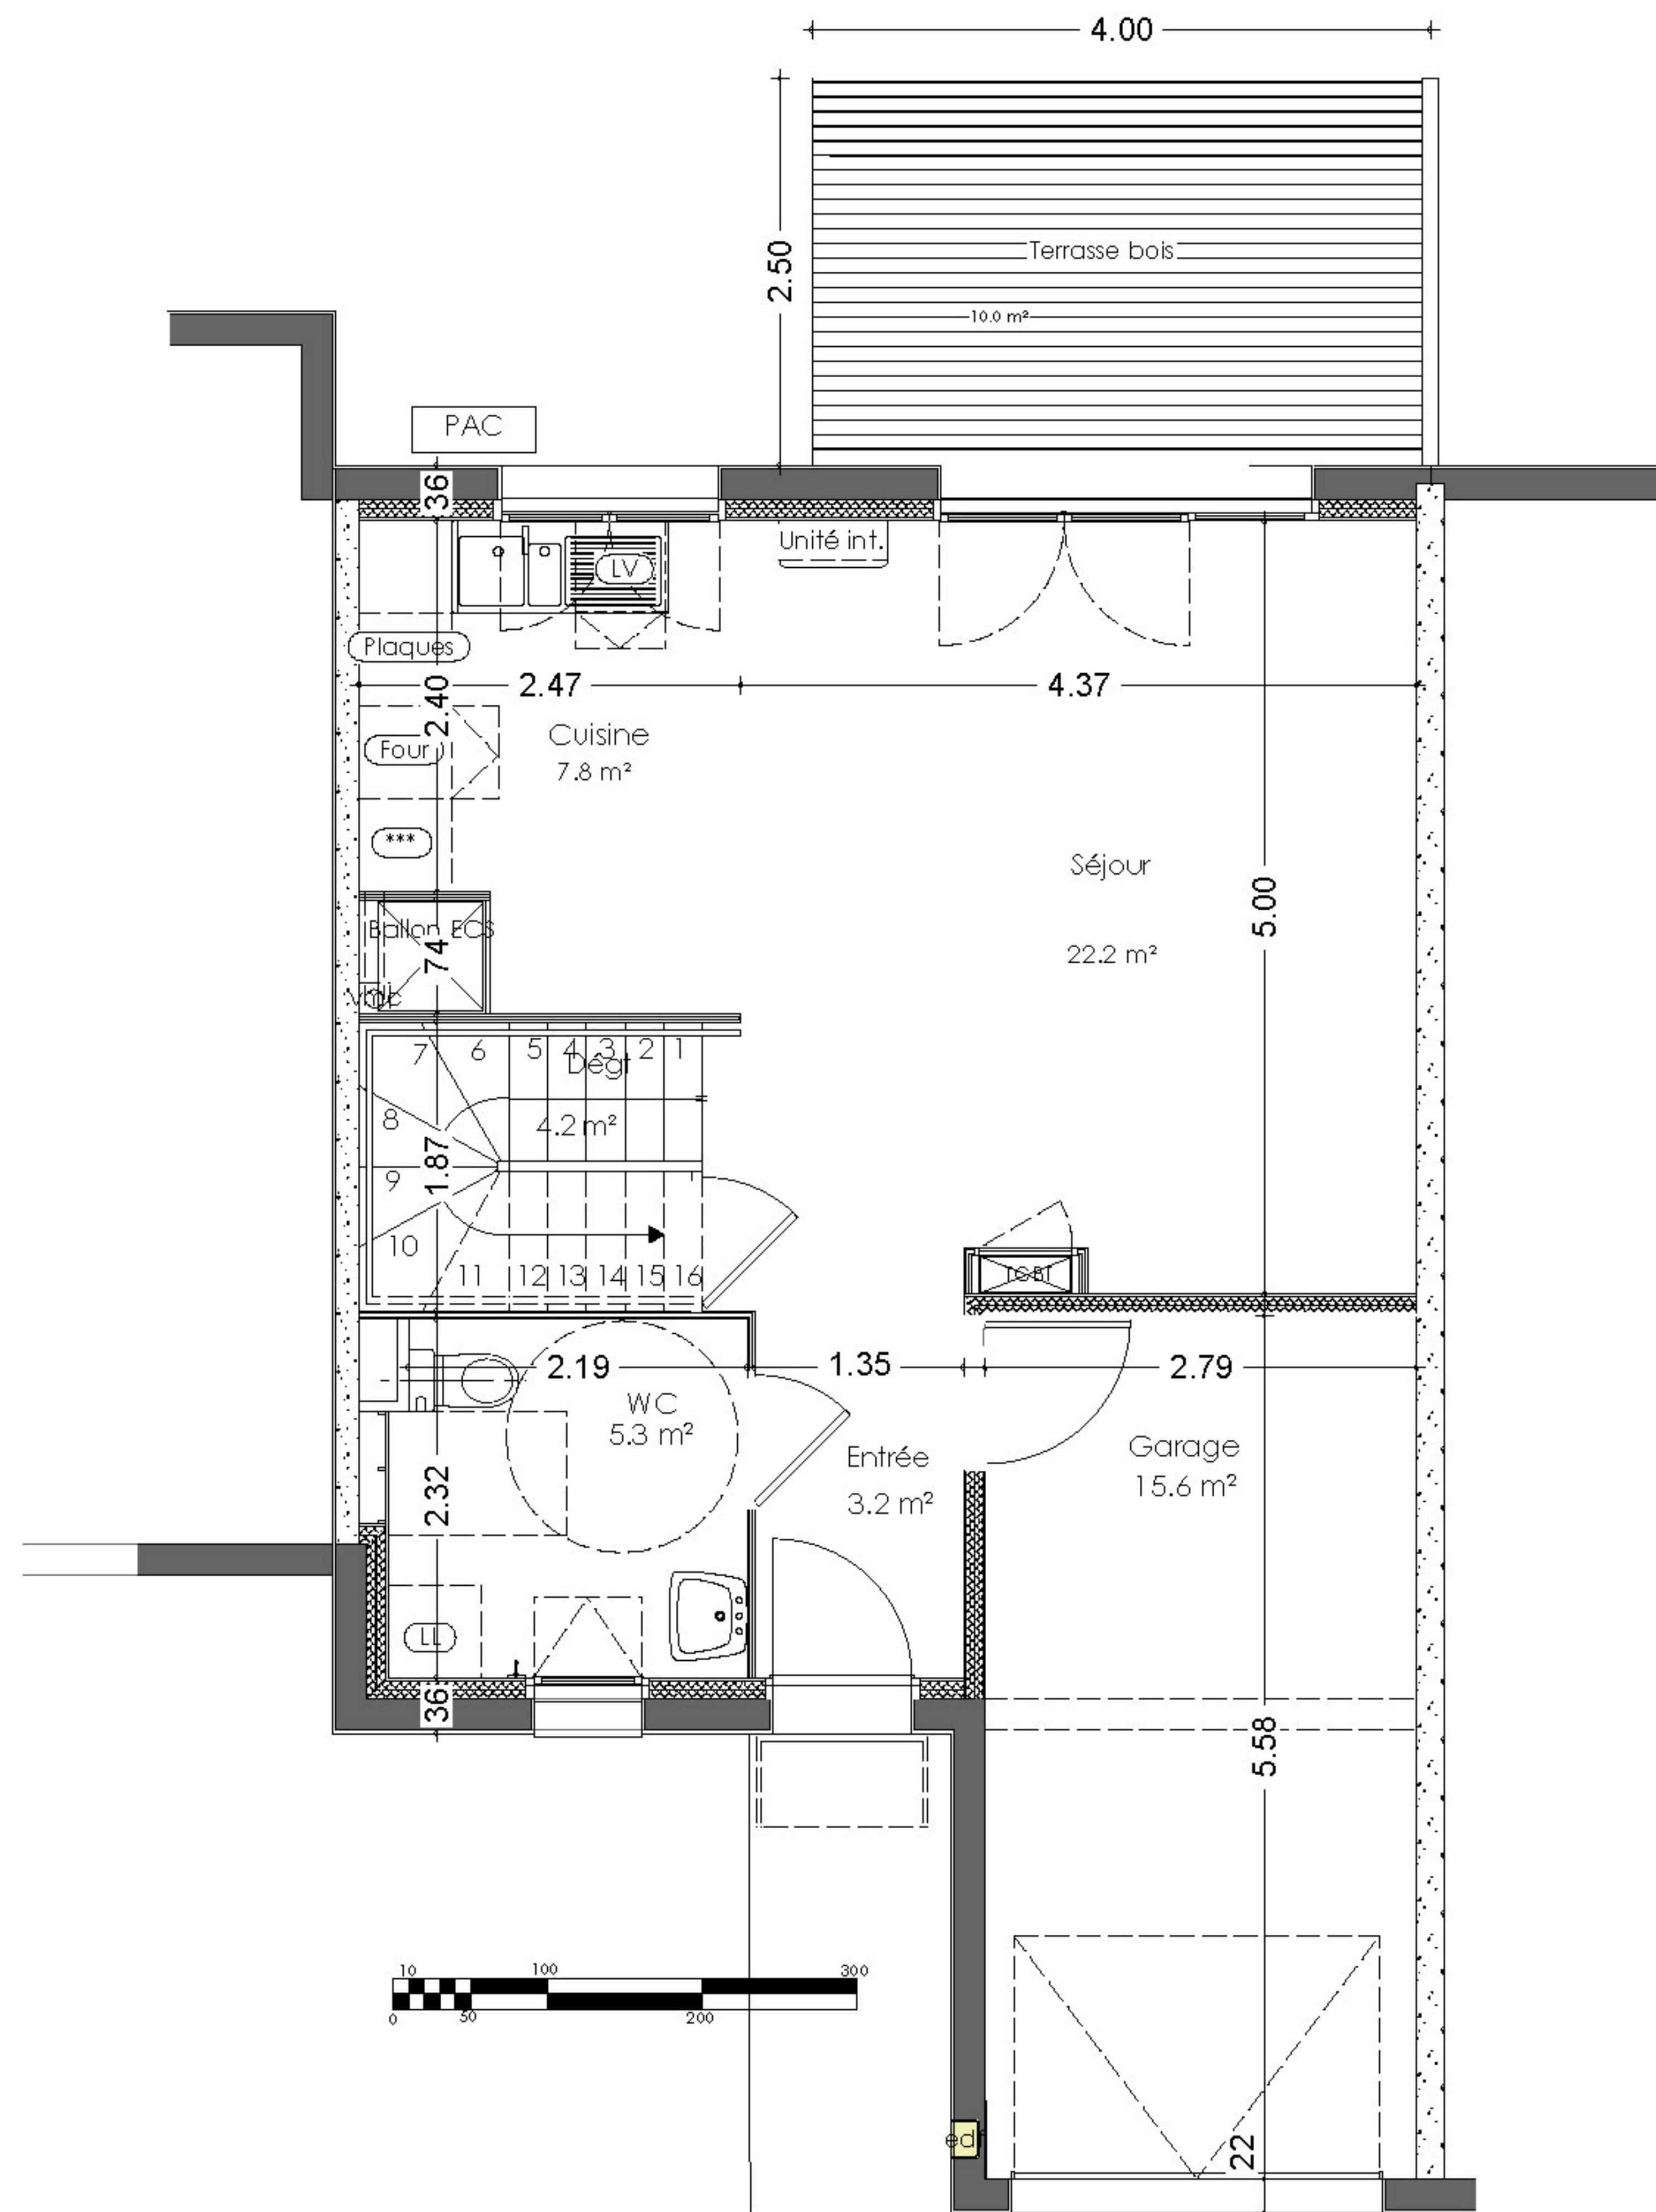 4.00
2.50
Terrasse bois
10.0 m²
PAC
36
Unité int.
LV
Plaques
2.47
4.37
2.40
Cuisine
7.8 m²
Four
***
Séjour
22.2 m²
5.00
Ballon ECS
74
vmc
7 6 5 4 3 2 1
Dégt
4.2 m²
8
1.87
9
10
11 12 13 14 15 16
TGBT
2.19
1.35
2.79
WC
5.3 m²
Entrée
3.2 m²
Garage
15.6 m²
2.32
LL
36
5.58
10 100 300
0 50 200
ed
22